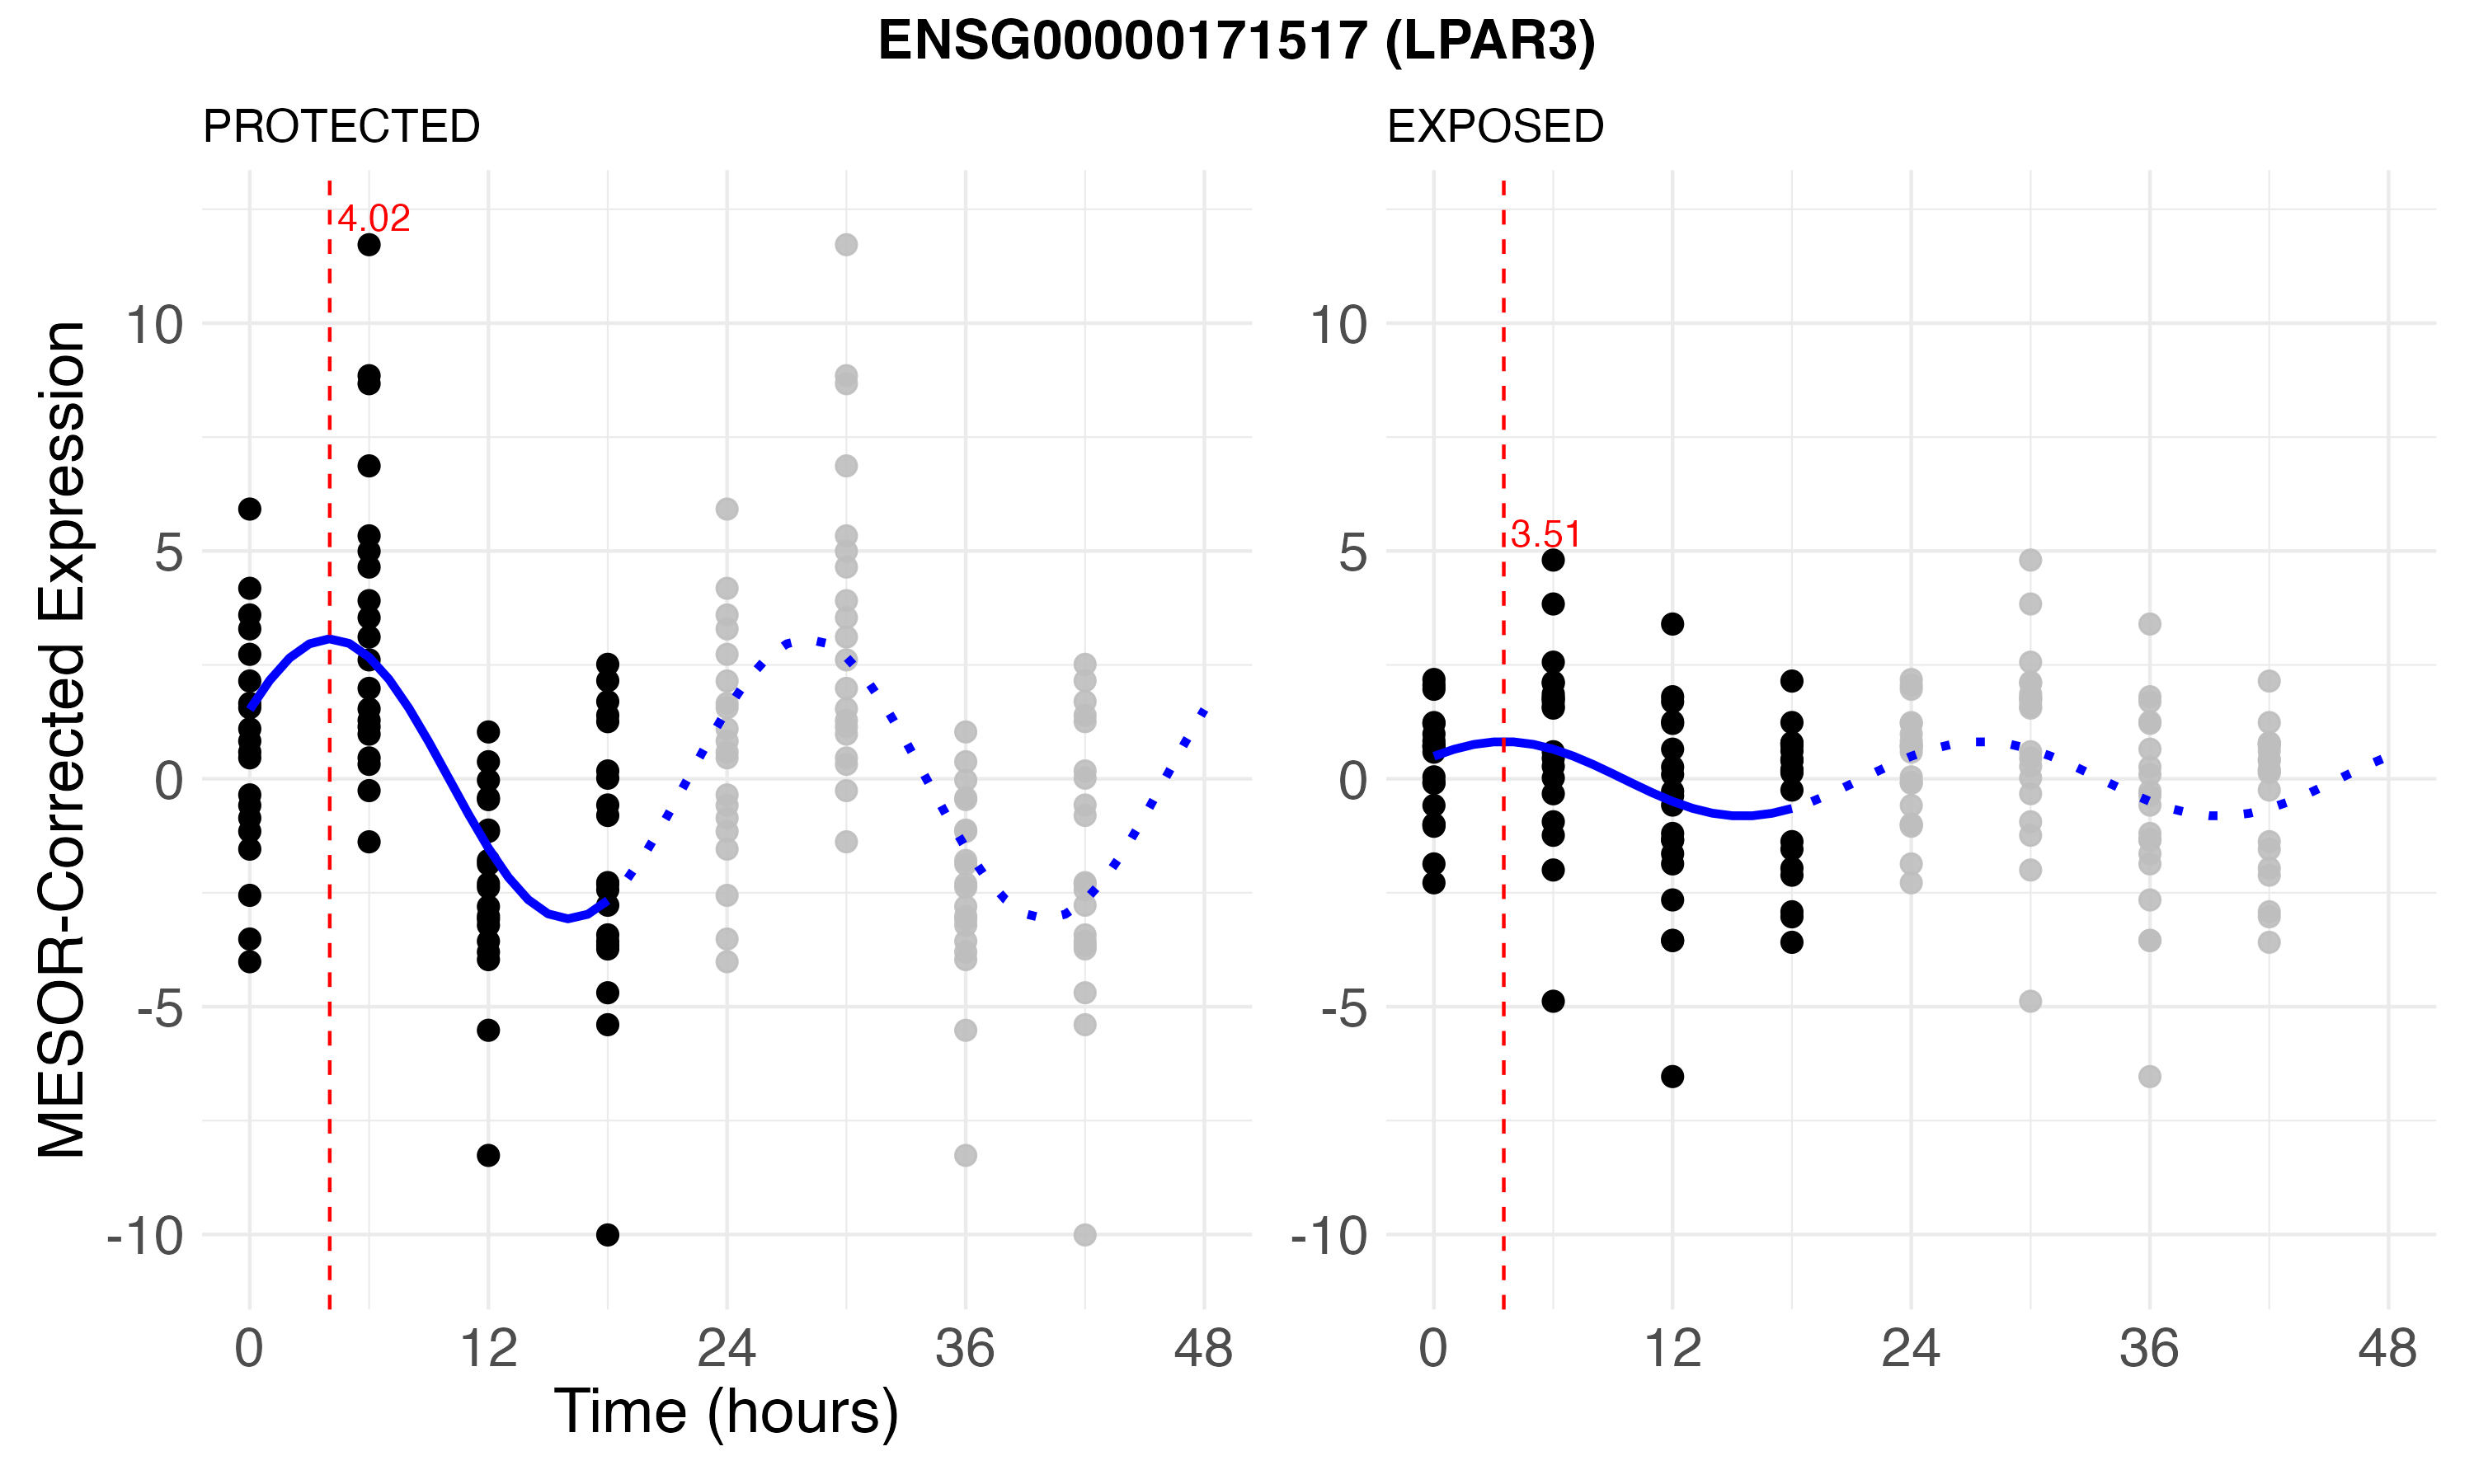 ENSG00000171517 (LPAR3)
PROTECTED
EXPOSED
MESOR-Corrected Expression
4.02
10
5
0
-5
-10
0 12 24 36 48
3.51
10
5
0
-5
-10
0 12 24 36 48
Time (hours)